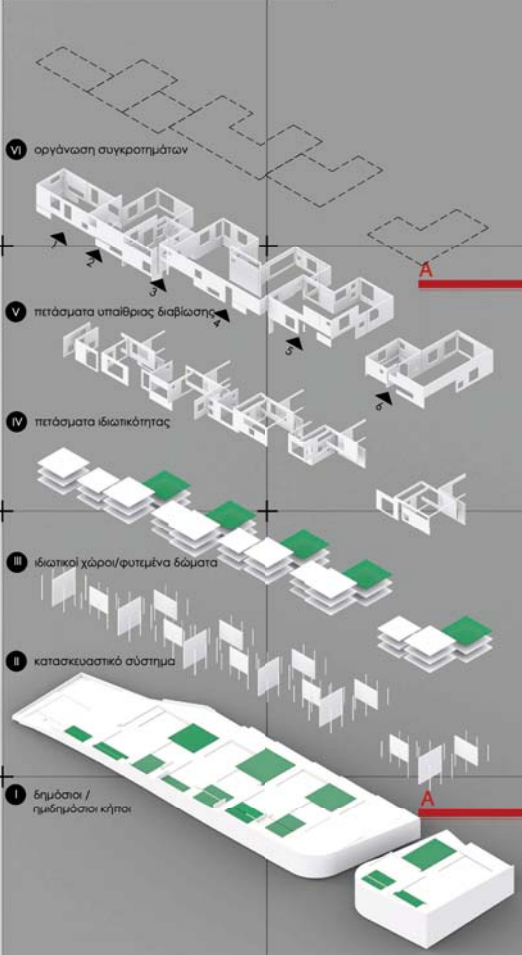 VI οργάνωση συγκροτημάτων
A
1
2
3
4
V πετάσματα υπαίθριας διαβίωσης
5
6
IV πετάσματα ιδιωτικότητας
III ιδιωτικοί χώροι/φυτεμένα δώματα
II κατασκευαστικό σύστημα
A
I δημόσιοι /
ημιδημόσιοι κήποι